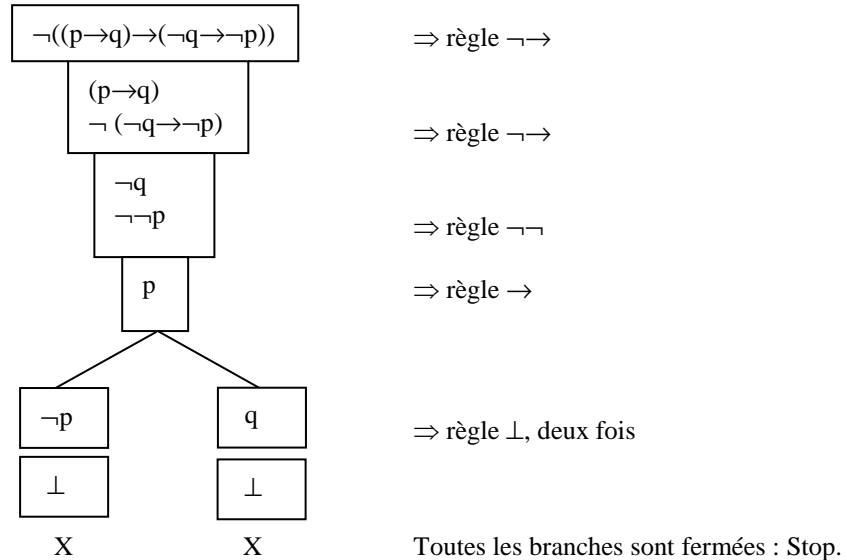 ¬((p→q)→(¬q→¬p)) ⇒ règle ¬→
(p→q)
¬ (¬q→¬p) ⇒ règle ¬→
¬q
¬¬p ⇒ règle ¬¬
p ⇒ règle →
¬p q ⇒ règle ⊥, deux fois
⊥ ⊥
X X Toutes les branches sont fermées : Stop.